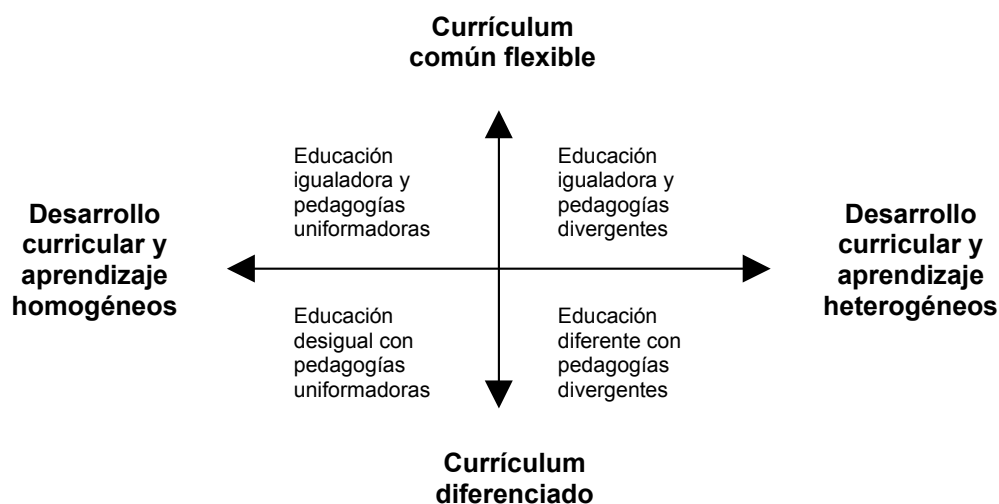 Currículum
común flexible
Educación
igualadora y
pedagogías
uniformadoras
Educación
igualadora y
pedagogías
divergentes
Desarrollo
curricular y
aprendizaje
homogéneos
Desarrollo
curricular y
aprendizaje
heterogéneos
Educación
desigual con
pedagogías
uniformadoras
Educación
diferente con
pedagogías
divergentes
Currículum
diferenciado